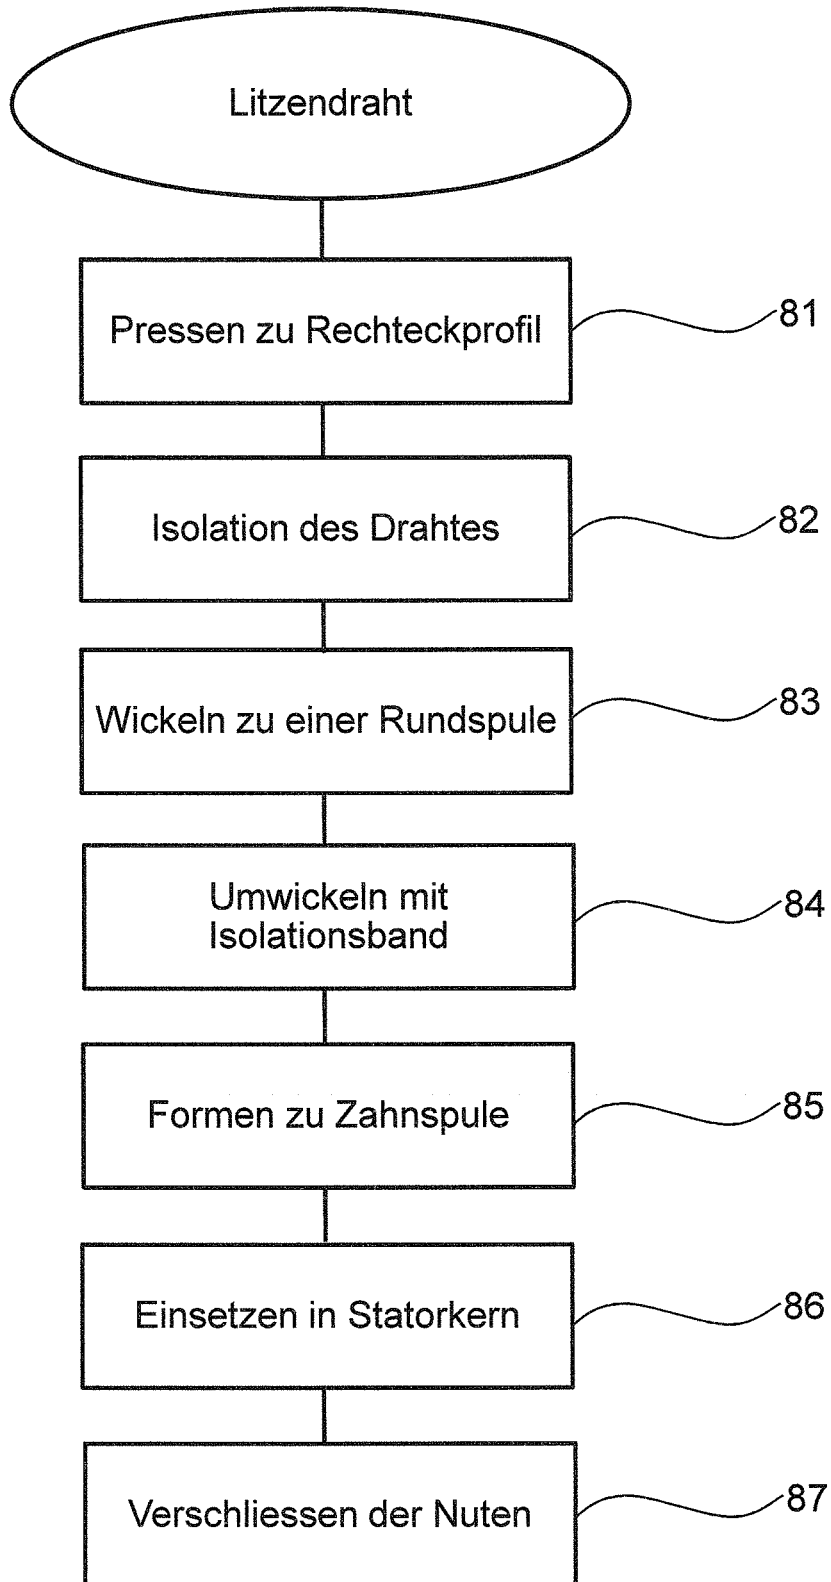 Litzendraht
Pressen zu Rechteckprofil
81
Isolation des Drahtes
82
Wickeln zu einer Rundspule
83
Umwickeln mit
Isolationsband
84
Formen zu Zahnspule
85
Einsetzen in Statorkern
86
Verschliessen der Nuten
87